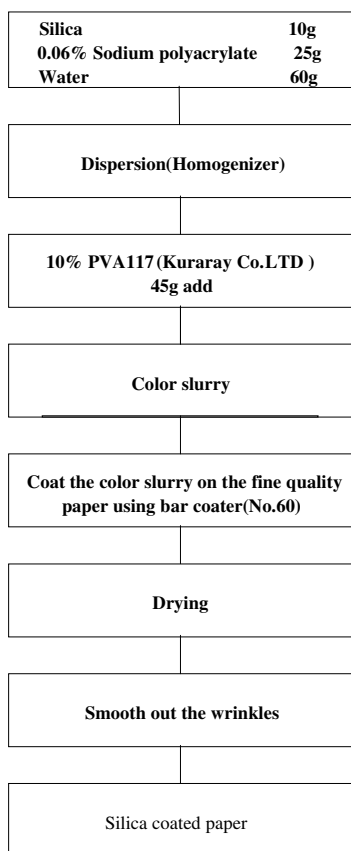 Silica 10g
0.06% Sodium polyacrylate 25g
Water 60g
Dispersion(Homogenizer)
10% PVA117(Kuraray Co.LTD )
45g add
Color slurry
Coat the color slurry on the fine quality
paper using bar coater(No.60)
Drying
Smooth out the wrinkles
Silica coated paper